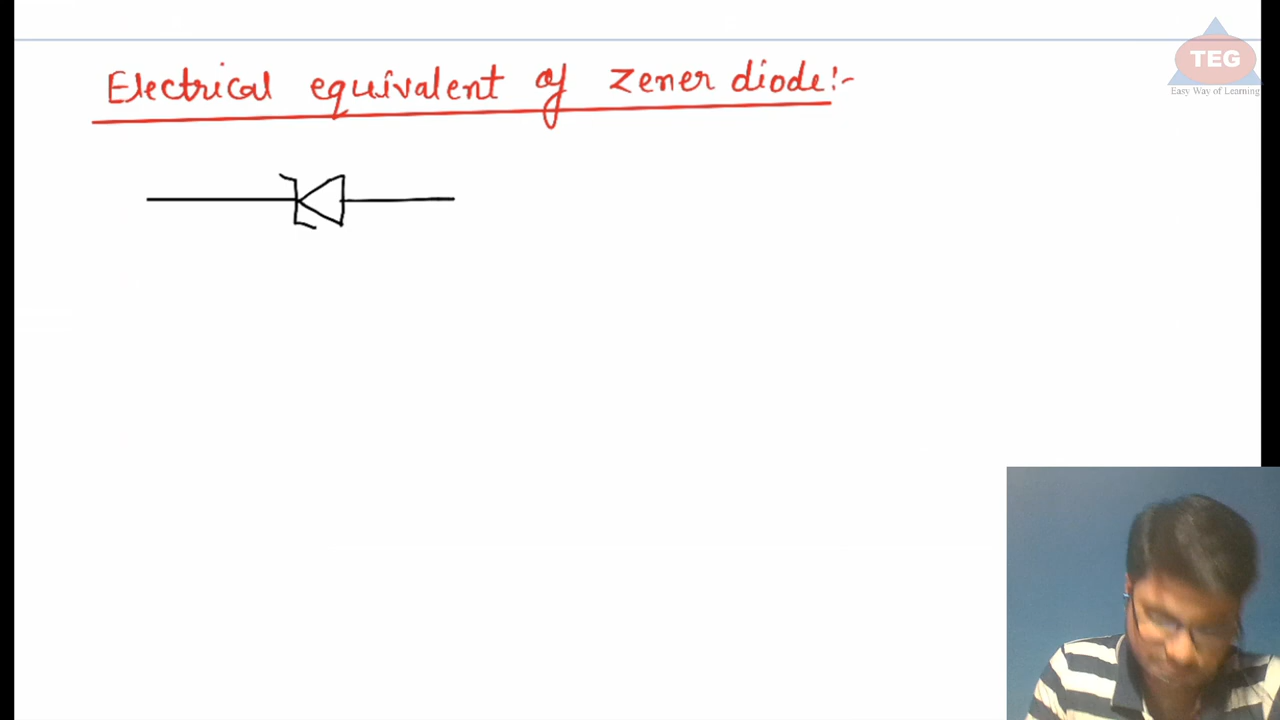 Electrical equivalent of Zener diode:-
TEG
Easy Way of Learning